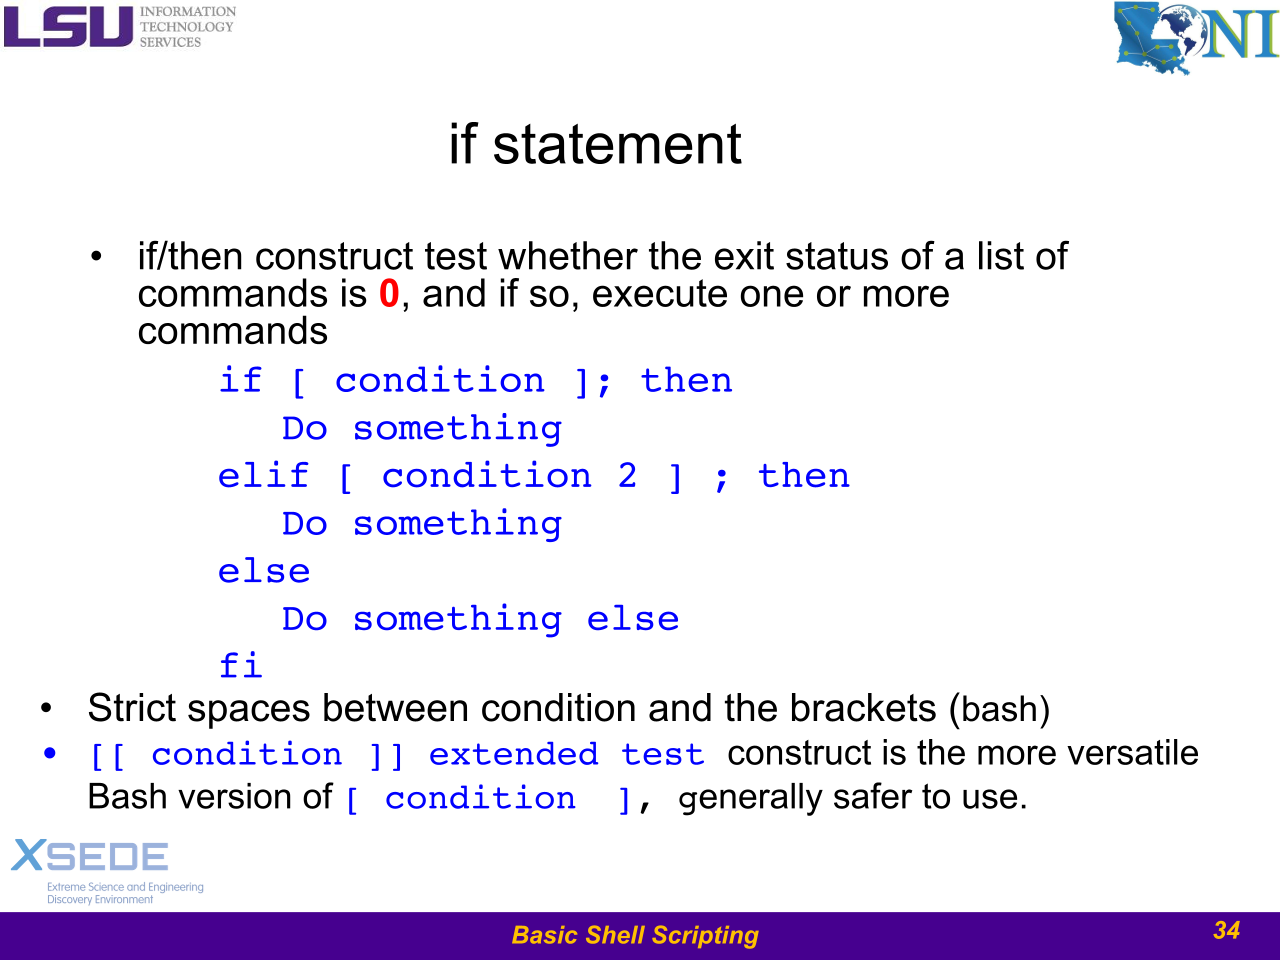 LSU INFORMATION
TECHNOLOGY
SERVICES
LONI
if statement
• if/then construct test whether the exit status of a list of
commands is 0, and if so, execute one or more
commands
if [ condition ]; then
Do something
elif [ condition 2 ] ; then
Do something
else
Do something else
fi
• Strict spaces between condition and the brackets (bash)
• [[ condition ]] extended test construct is the more versatile
Bash version of [ condition ], generally safer to use.
XSEDE
Extreme Science and Engineering
Discovery Environment
Basic Shell Scripting
34